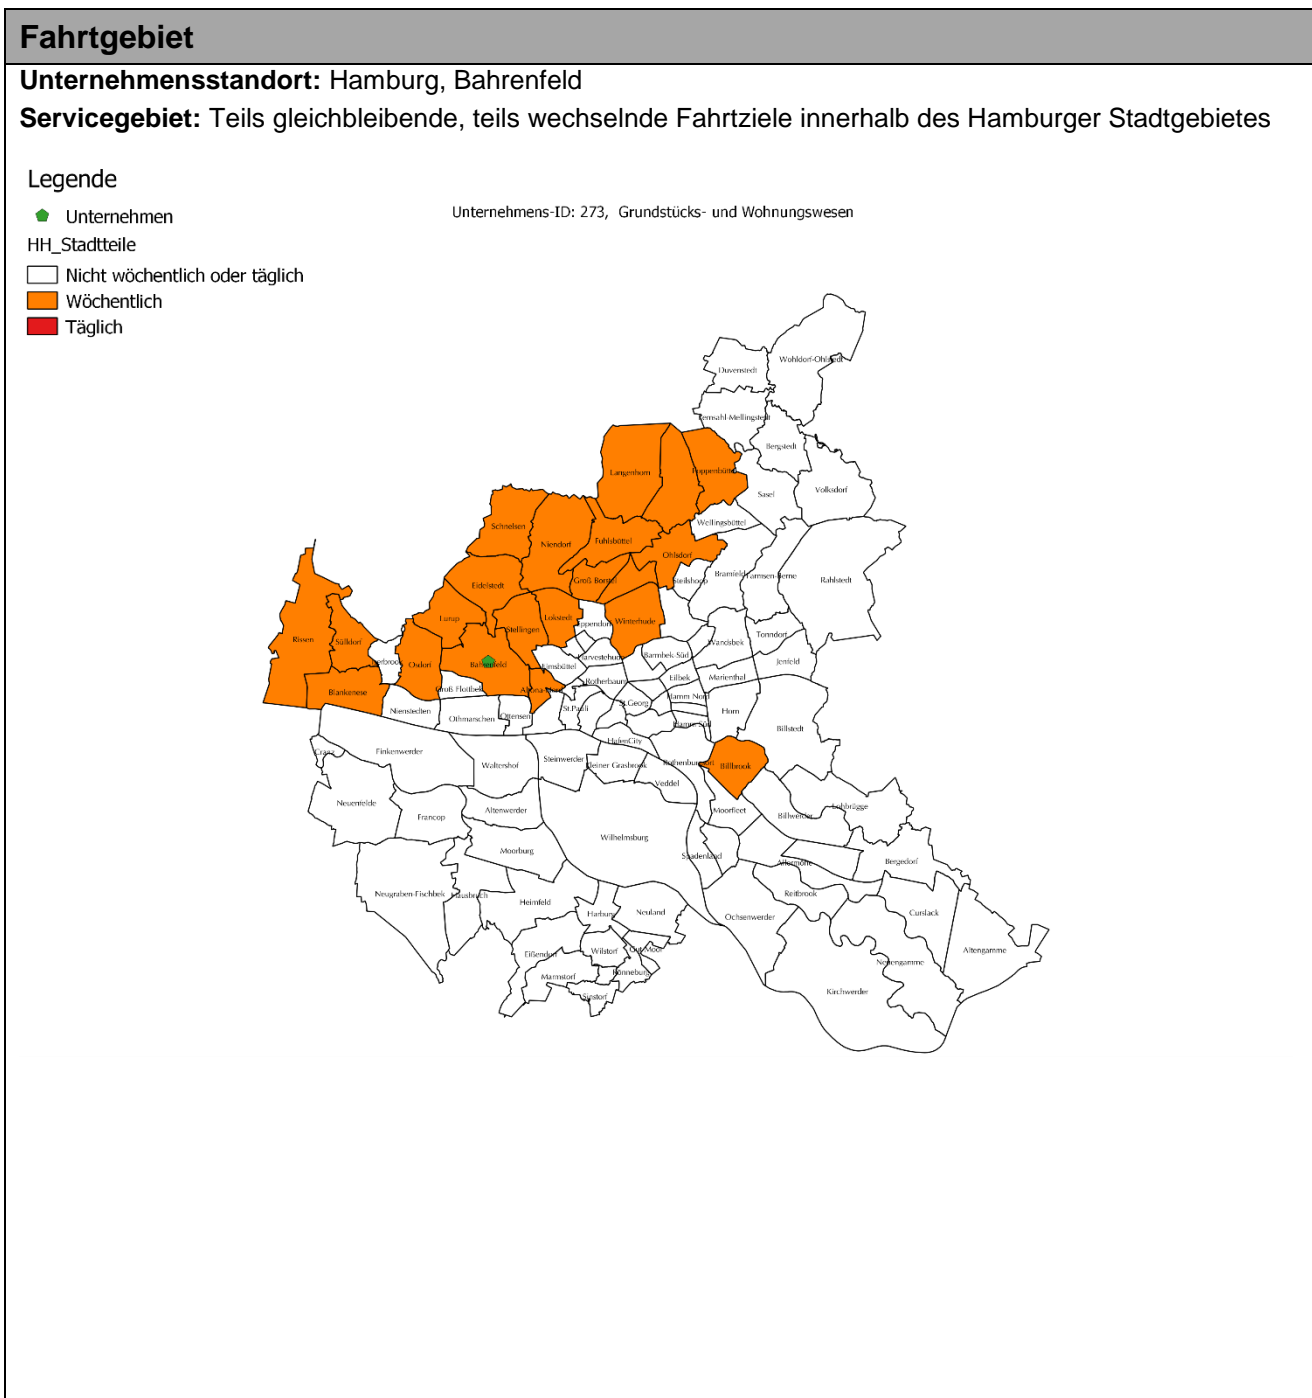 Fahrtgebiet
Unternehmensstandort: Hamburg, Bahrenfeld
Servicegebiet: Teils gleichbleibende, teils wechselnde Fahrtziele innerhalb des Hamburger Stadtgebietes
Legende
Unternehmen
HH_Stadtteile
Nicht wöchentlich oder täglich
Wöchentlich
Täglich
Unternehmens-ID: 273, Grundstücks- und Wohnungswesen
Wohldorf-Ohlstedt
Duvenstedt
Lemsahl-Mellingstedt
Bergstedt
Langenhorn
Poppenbüttel
Sasel
Volksdorf
Schnelsen
Wellingsbüttel
Niendorf
Fuhlsbüttel
Ohlsdorf
Groß Borstel
Steilshoop
Bramfeld
Farmsen-Berne
Rahlstedt
Eidelstedt
Lurup
Stellingen
Lokstedt
Eppendorf
Winterhude
Rissen
Sülldorf
Iserbrook
Osdorf
Bahrenfeld
Eimsbüttel
Harvestehude
Barmbek-Süd
Wandsbek
Tonndorf
Jenfeld
Blankenese
Groß Flottbek
Altona-Nord
Rotherbaum
Eilbek
Marienthal
Hamm-Nord
Nienstedten
Othmarschen
Ottensen
St.Pauli
St.Georg
Horn
Hamm-Süd
Billstedt
HafenCity
Cranz
Finkenwerder
Waltershof
Steinwerder
Kleiner Grasbrook
Rothenburgsort
Billbrook
Veddel
Neuenfelde
Francop
Altenwerder
Moorfleet
Billwerder
Lohbrügge
Moorburg
Wilhelmsburg
Spadenland
Allermöhe
Bergedorf
Neugraben-Fischbek
Hausbruch
Heimfeld
Harburg
Neuland
Ochsenwerder
Reitbrook
Curslack
Altengamme
Eißendorf
Wilstorf
Gut Moor
Neuengamme
Marmstorf
Rönneburg
Sinstorf
Kirchwerder